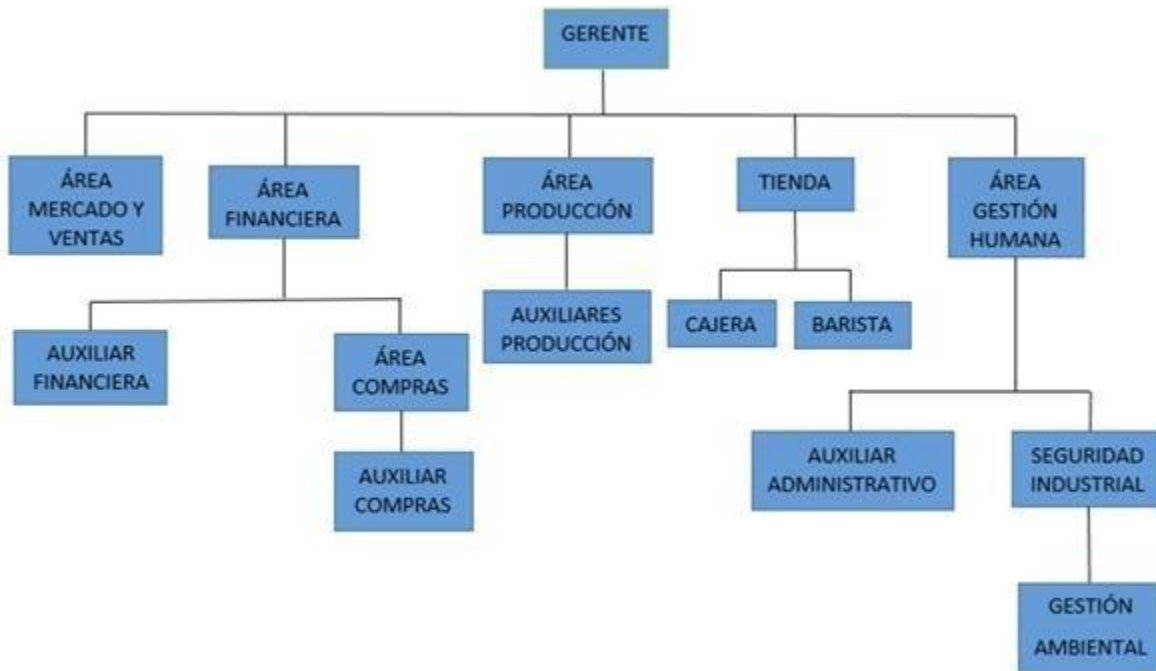 GERENTE
ÁREA
MERCADO Y
VENTAS
ÁREA
FINANCIERA
ÁREA
PRODUCCIÓN
TIENDA
ÁREA
GESTIÓN
HUMANA
AUXILIAR
FINANCIERA
ÁREA
COMPRAS
AUXILIARES
PRODUCCIÓN
CAJERA
BARISTA
AUXILIAR
COMPRAS
AUXILIAR
ADMINISTRATIVO
SEGURIDAD
INDUSTRIAL
GESTIÓN
AMBIENTAL